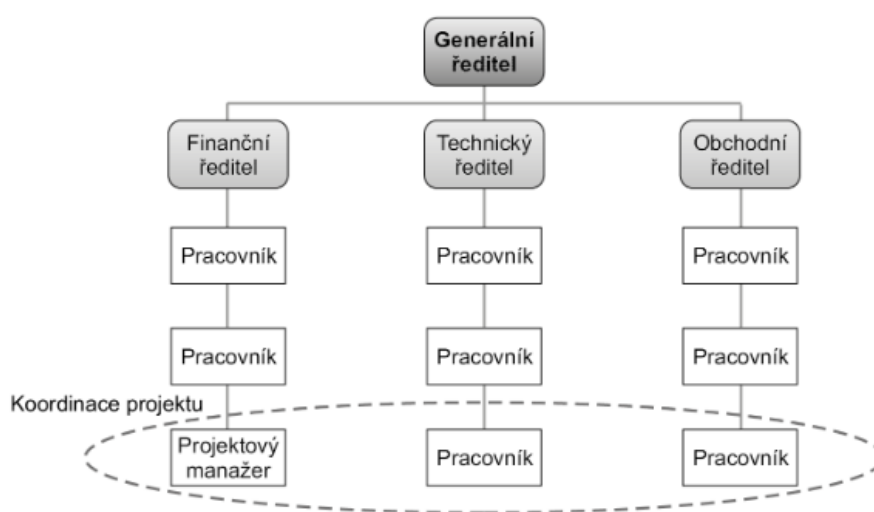 Generální
ředitel
Finanční
ředitel
Technický
ředitel
Obchodní
ředitel
Pracovník
Pracovník
Pracovník
Pracovník
Pracovník
Pracovník
Koordinace projektu
Projektový
manažer
Pracovník
Pracovník